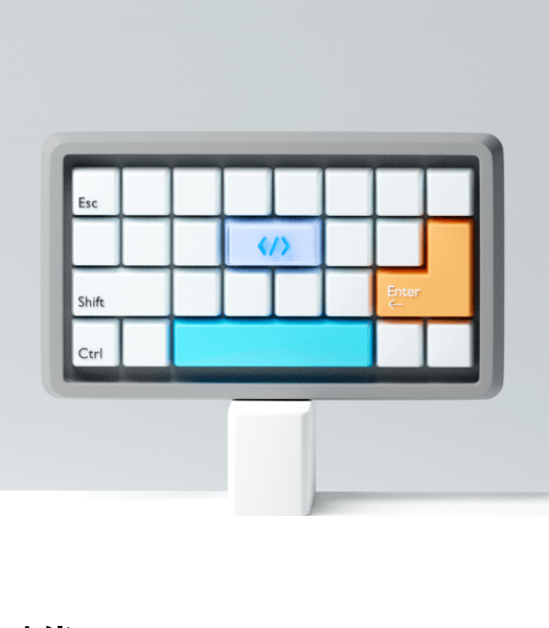 Esc
</>
Shift
Enter
←
Ctrl